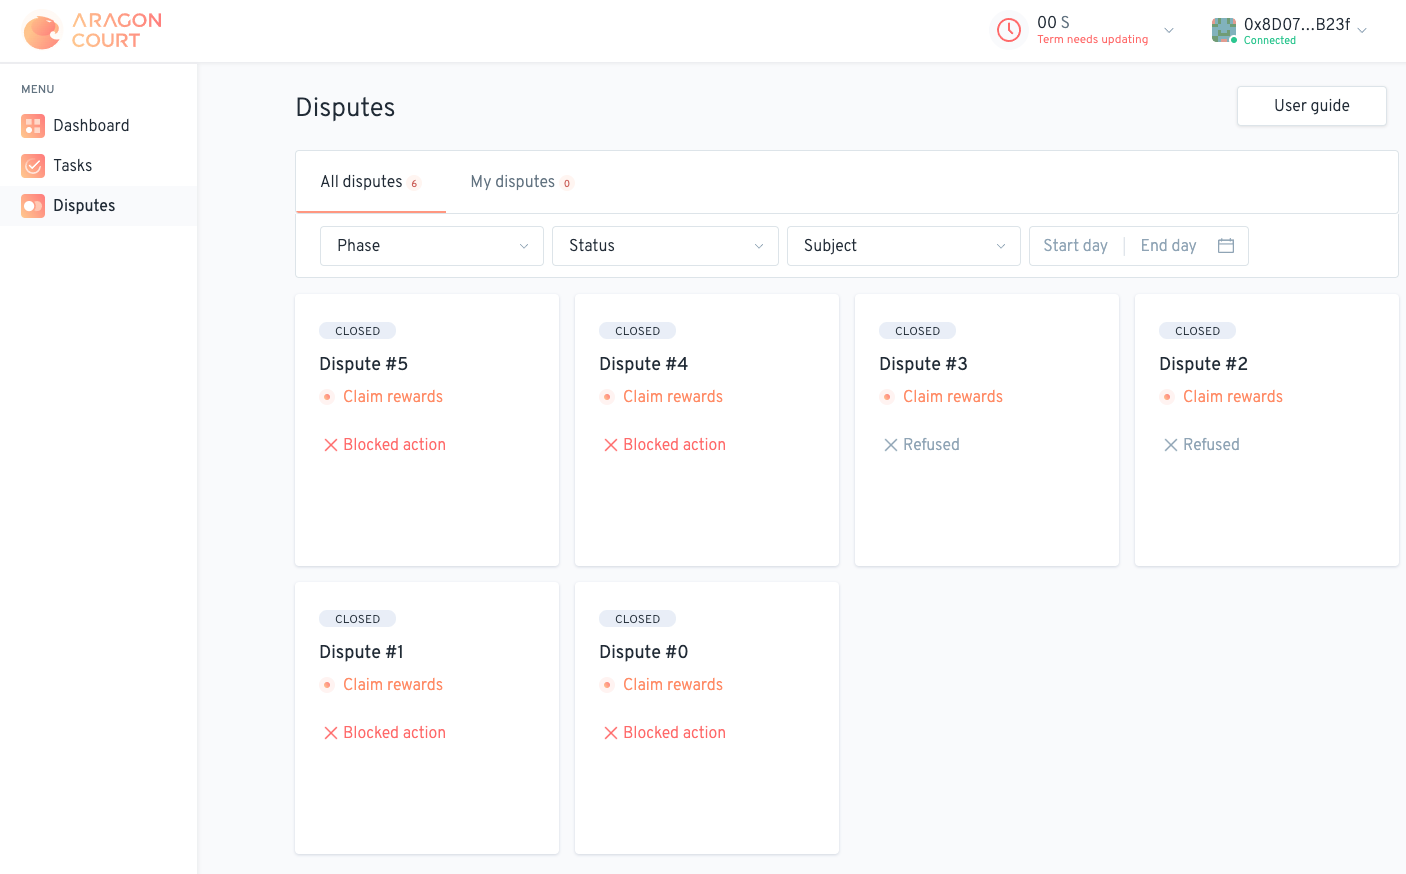 ARAGON
COURT
00 S
Term needs updating
0x8D07…B23f
Connected
MENU
Dashboard
Tasks
Disputes
Disputes
User guide
All disputes 6
My disputes 0
Phase
Status
Subject
Start day
End day
CLOSED
Dispute #5
Claim rewards
Blocked action
CLOSED
Dispute #4
Claim rewards
Blocked action
CLOSED
Dispute #3
Claim rewards
Refused
CLOSED
Dispute #2
Claim rewards
Refused
CLOSED
Dispute #1
Claim rewards
Blocked action
CLOSED
Dispute #0
Claim rewards
Blocked action